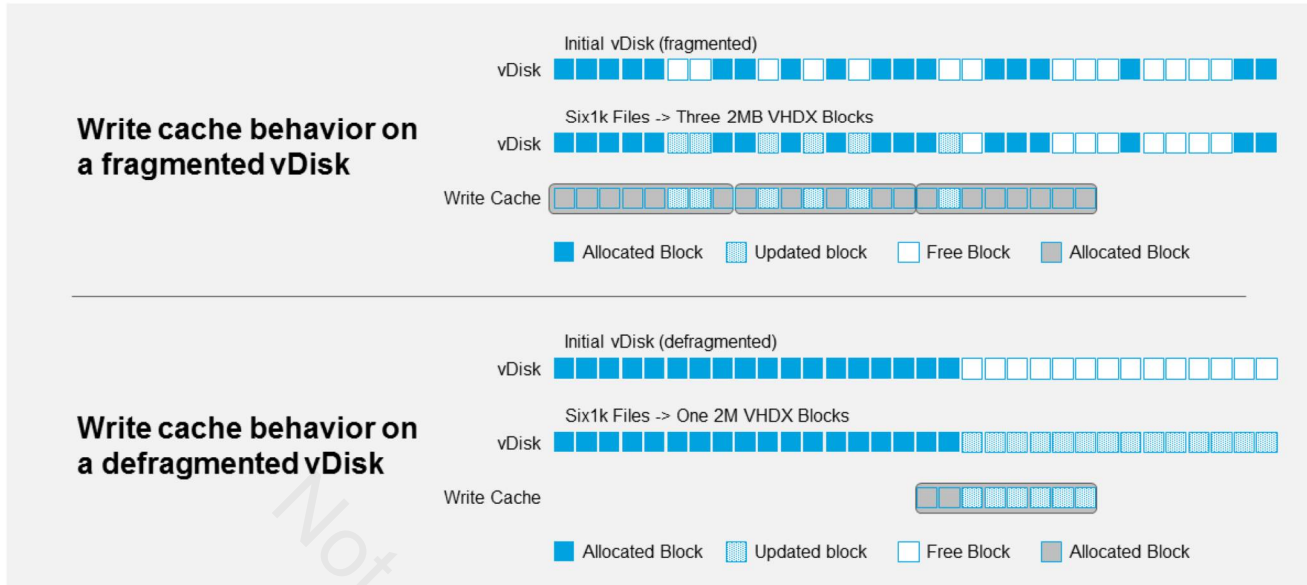 Initial vDisk (fragmented)
vDisk
Write cache behavior on
a fragmented vDisk
Six1k Files -> Three 2MB VHDX Blocks
vDisk
Write Cache
Allocated Block Updated block Free Block Allocated Block
Initial vDisk (defragmented)
vDisk
Write cache behavior on
a defragmented vDisk
Six1k Files -> One 2M VHDX Blocks
vDisk
Write Cache
Allocated Block Updated block Free Block Allocated Block
Not